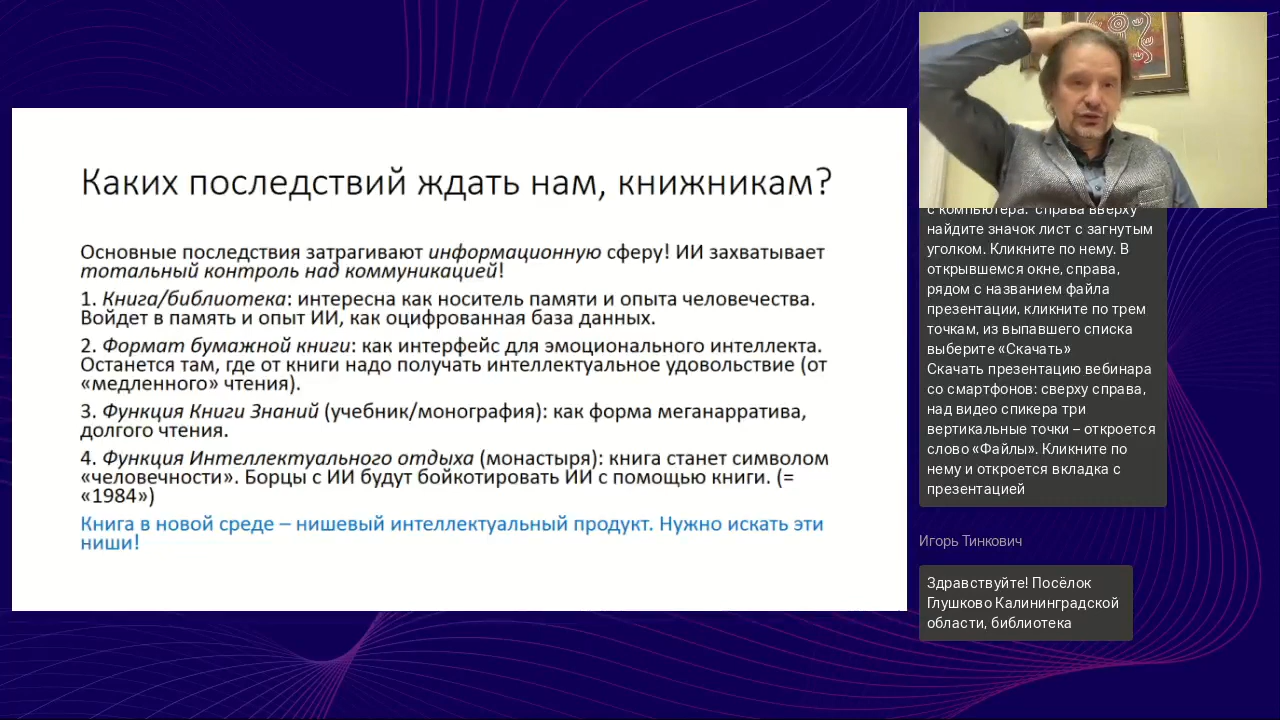 Каких последствий ждать нам, книжникам?
Основные последствия затрагивают информационную сферу! ИИ захватывает
тотальный контроль над коммуникацией!
1. Книга/библиотека: интересна как носитель памяти и опыта человечества.
Войдет в память и опыт ИИ, как оцифрованная база данных.
2. Формат бумажной книги: как интерфейс для эмоционального интеллекта.
Останется там, где от книги надо получать интеллектуальное удовольствие (от
«медленного» чтения).
3. Функция Книги Знаний (учебник/монография): как форма меганарратива,
долгого чтения.
4. Функция Интеллектуального отдыха (монастыря): книга станет символом
«человечности». Борцы с ИИ будут бойкотировать ИИ с помощью книги. (=
«1984»)
Книга в новой среде – нишевый интеллектуальный продукт. Нужно искать эти
ниши!
с компьютера: справа вверху
найдите значок лист с загнутым
уголком. Кликните по нему. В
открывшемся окне, справа,
рядом с названием файла
презентации, кликните по трем
точкам, из выпавшего списка
выберите «Скачать»
Скачать презентацию вебинара
со смартфонов: сверху справа,
над видео спикера три
вертикальные точки – откроется
слово «Файлы». Кликните по
нему и откроется вкладка с
презентацией
Игорь Тинкович
Здравствуйте! Посёлок
Глушково Калининградской
области, библиотека